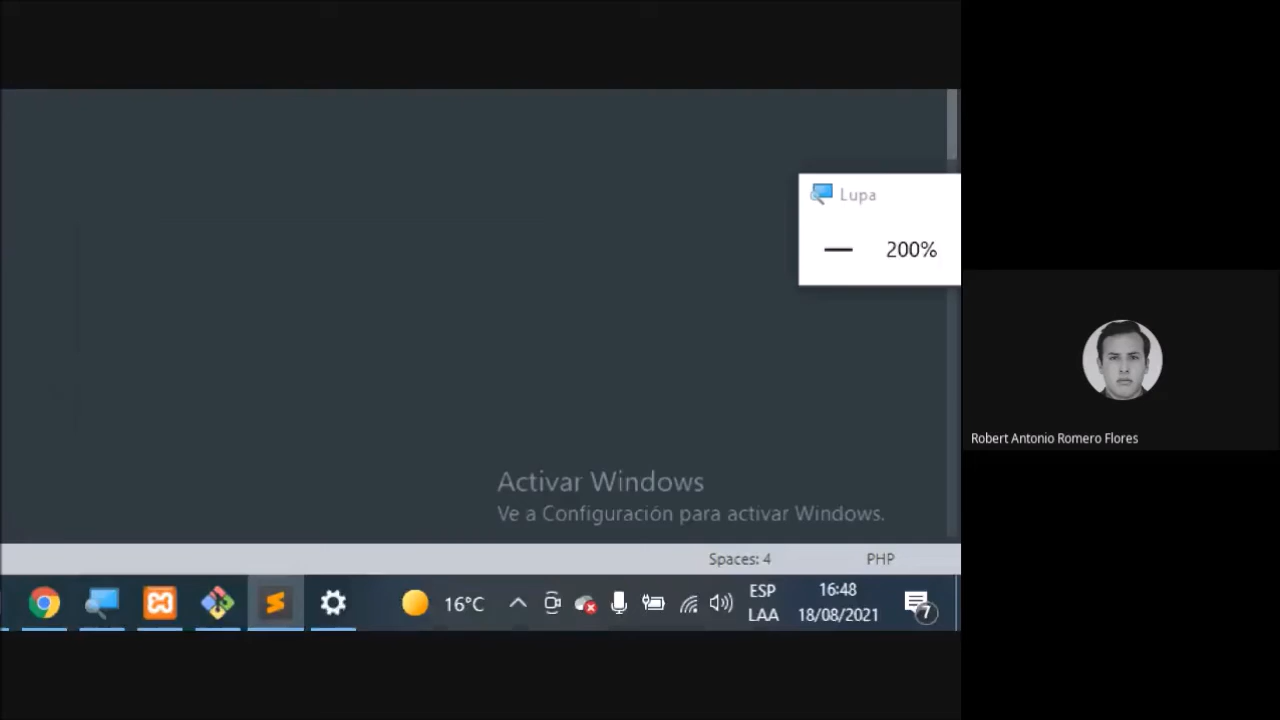 Lupa
200%
Activar Windows
Ve a Configuración para activar Windows.
Spaces: 4 PHP
16°C ESP 16:48
LAA 18/08/2021 7
Robert Antonio Romero Flores